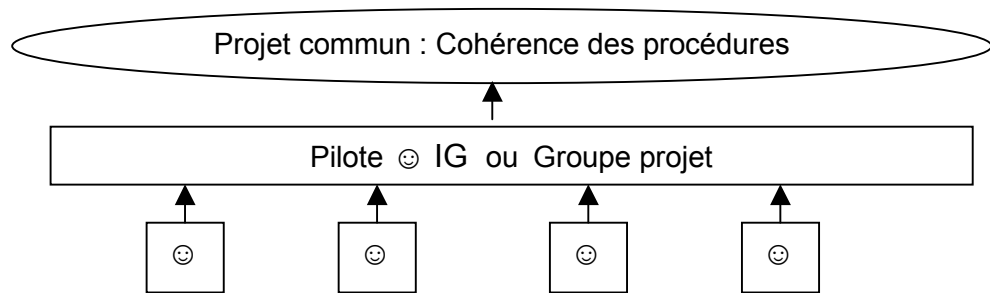 Projet commun : Cohérence des procédures
Pilote ☺ IG ou Groupe projet
☺ ☺ ☺ ☺